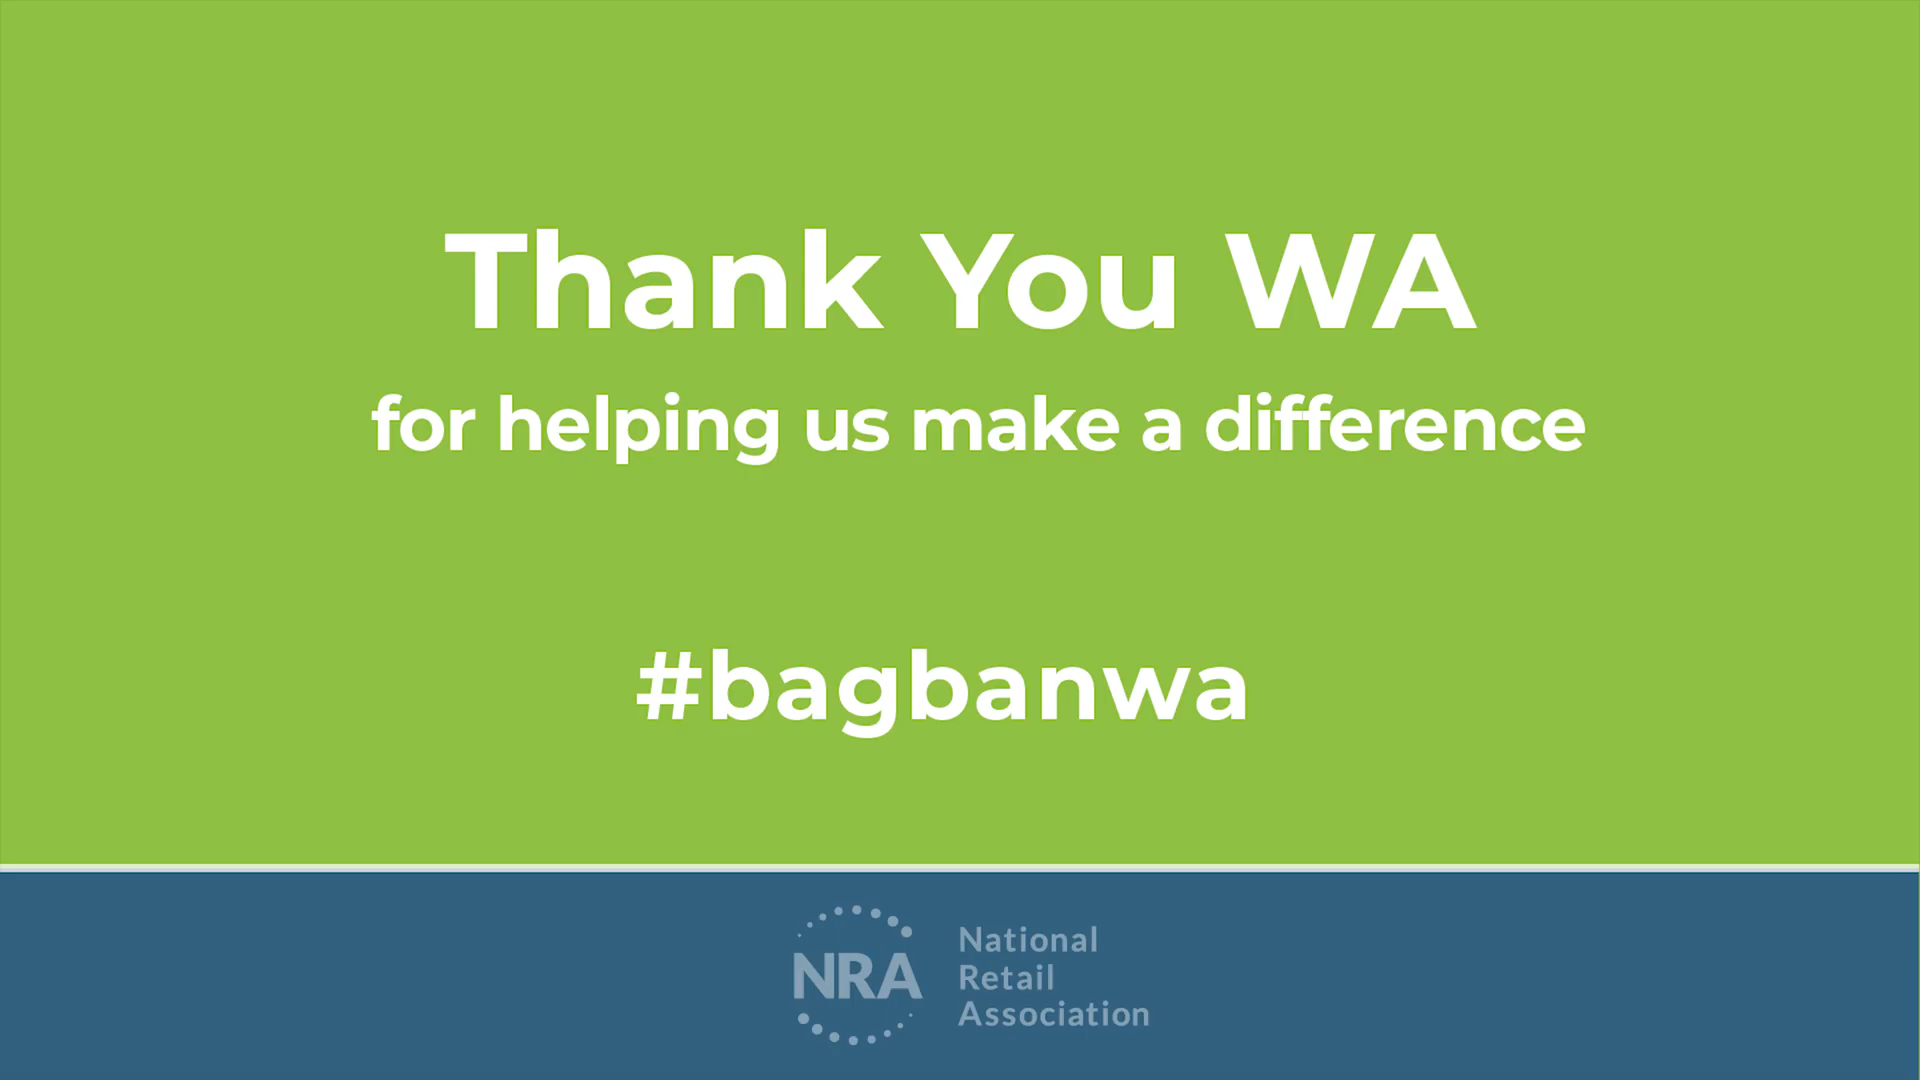 Thank You WA
for helping us make a difference
#bagbanwa
NRA
National
Retail
Association